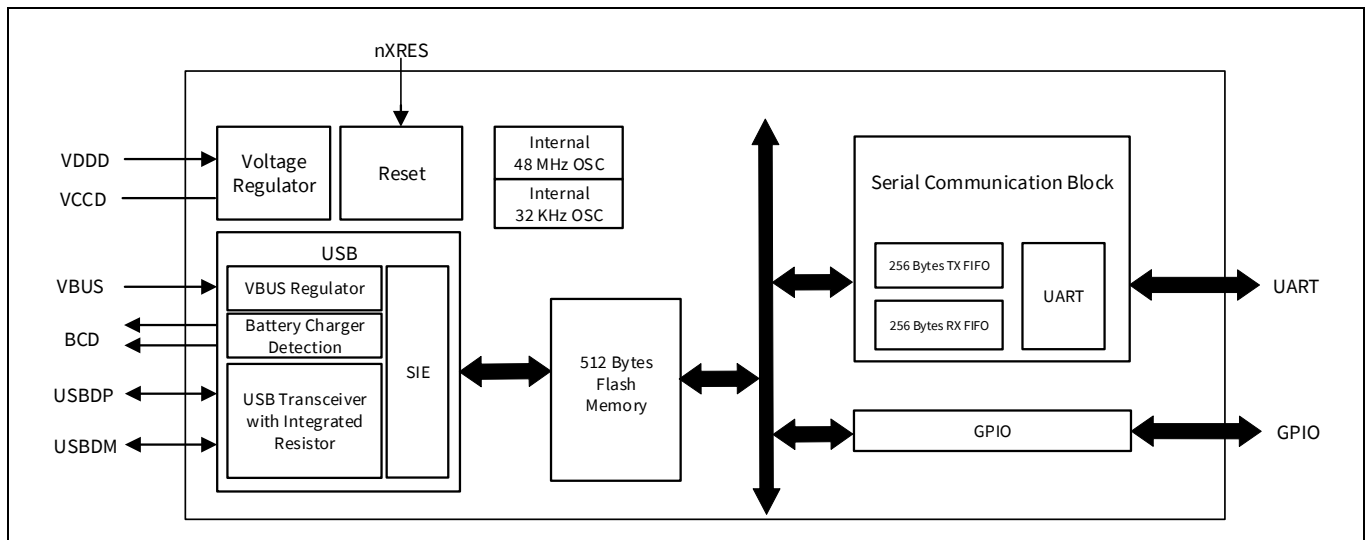 nXRES
VDDD
VCCD
Voltage
Regulator
Reset
Internal
48 MHz OSC
Internal
32 KHz OSC
USB
VBUS
VBUS Regulator
BCD
Battery Charger
Detection
USBDP
USBDM
USB Transceiver
with Integrated
Resistor
SIE
512 Bytes
Flash
Memory
Serial Communication Block
256 Bytes TX FIFO
256 Bytes RX FIFO
UART
UART
GPIO
GPIO